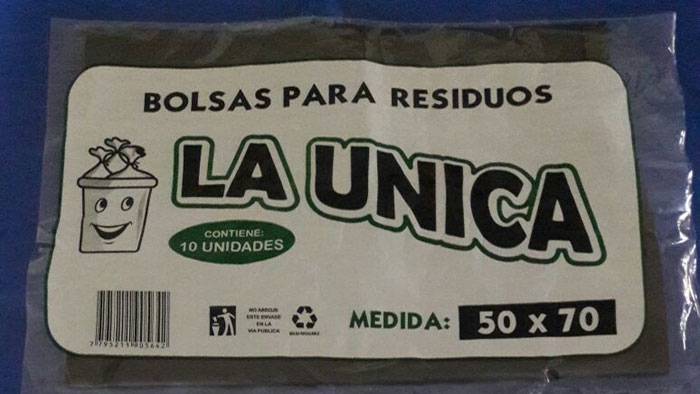 BOLSAS PARA RESIDUOS
LA UNICA
CONTIENE:
10 UNIDADES
NO ARROJE
ESTE ENVASE
EN LA
VIA PUBLICA
MEDIDA: 50 x 70